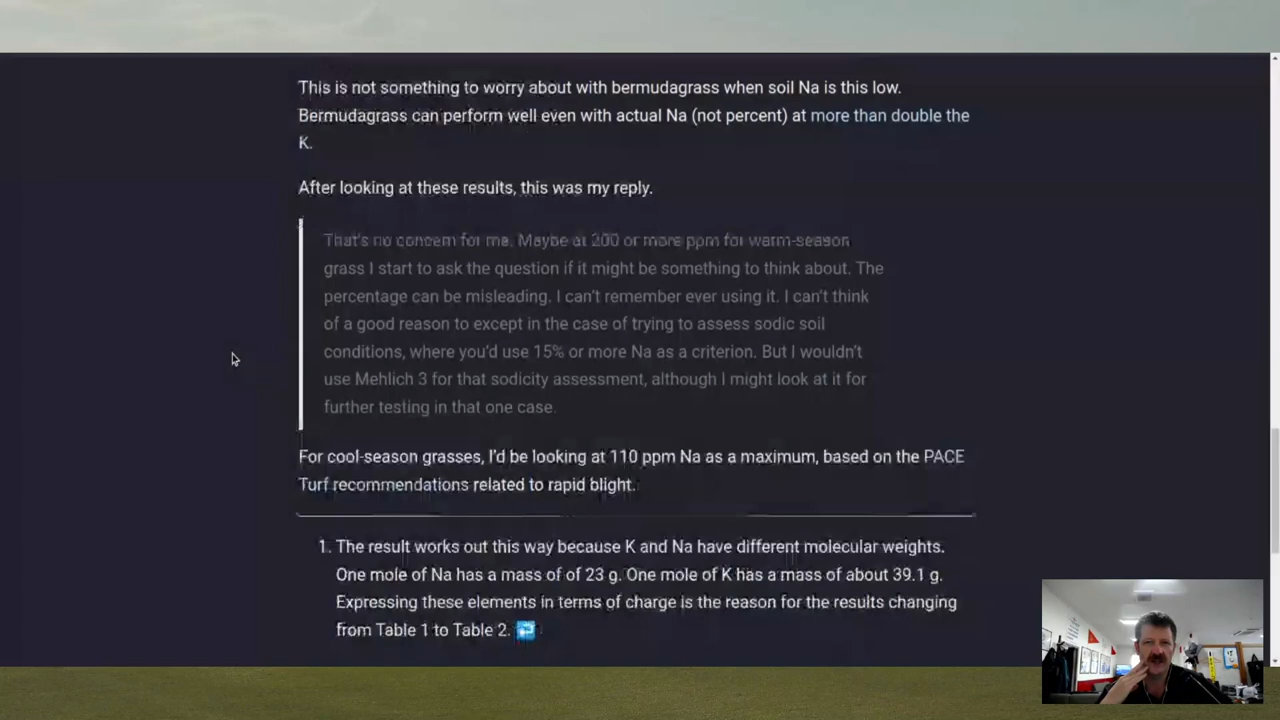 This is not something to worry about with bermudagrass when soil Na is this low.
Bermudagrass can perform well even with actual Na (not percent) at more than double the
K.
After looking at these results, this was my reply.
That's no concern for me. Maybe at 200 or more ppm for warm-season
grass I start to ask the question if it might be something to think about. The
percentage can be misleading. I can't remember ever using it. I can't think
of a good reason to except in the case of trying to assess sodic soil
conditions, where you'd use 15% or more Na as a criterion. But I wouldn't
use Mehlich 3 for that sodicity assessment, although I might look at it for
further testing in that one case.
For cool-season grasses, I'd be looking at 110 ppm Na as a maximum, based on the PACE
Turf recommendations related to rapid blight.
1. The result works out this way because K and Na have different molecular weights.
One mole of Na has a mass of of 23 g. One mole of K has a mass of about 39.1 g.
Expressing these elements in terms of charge is the reason for the results changing
from Table 1 to Table 2.